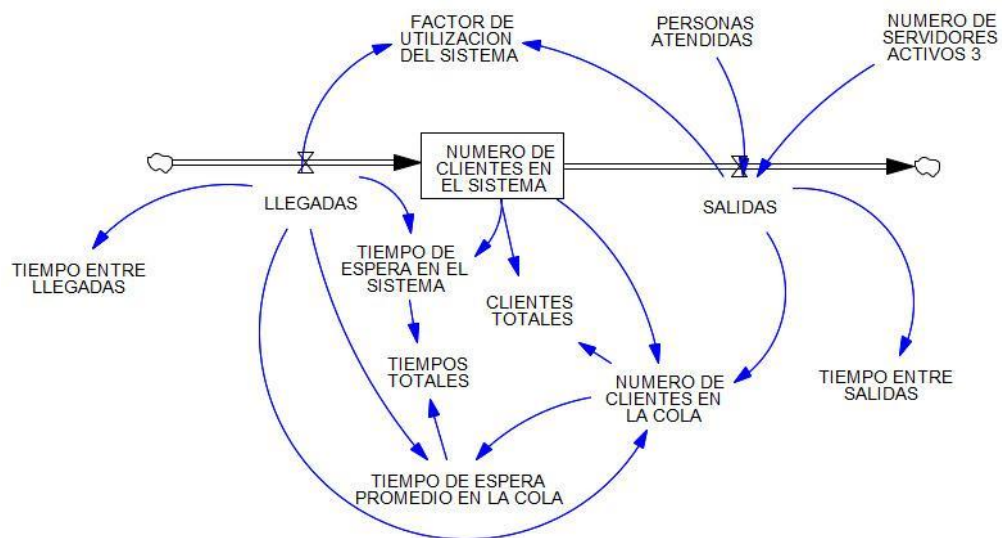 FACTOR DE
UTILIZACION
DEL SISTEMA
PERSONAS
ATENDIDAS
NUMERO DE
SERVIDORES
ACTIVOS 3
NUMERO DE
CLIENTES EN
EL SISTEMA
LLEGADAS
SALIDAS
TIEMPO ENTRE
LLEGADAS
TIEMPO DE
ESPERA EN EL
SISTEMA
CLIENTES
TOTALES
TIEMPOS
TOTALES
NUMERO DE
CLIENTES EN
LA COLA
TIEMPO ENTRE
SALIDAS
TIEMPO DE ESPERA
PROMEDIO EN LA COLA